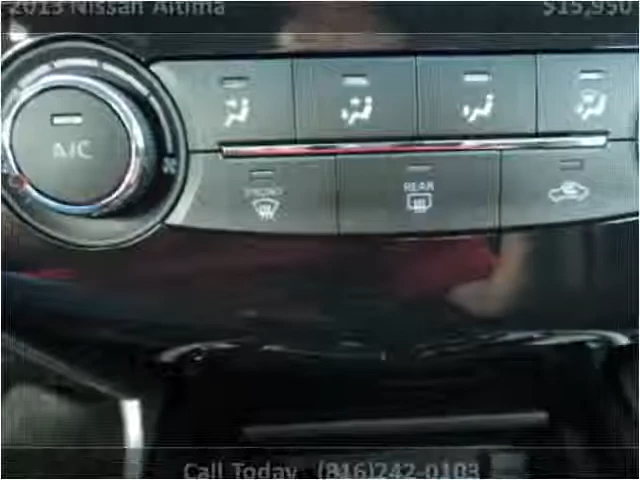 2013 Nissan Altima $15,950
A/C
FRONT
REAR
Call Today (816)242-0103